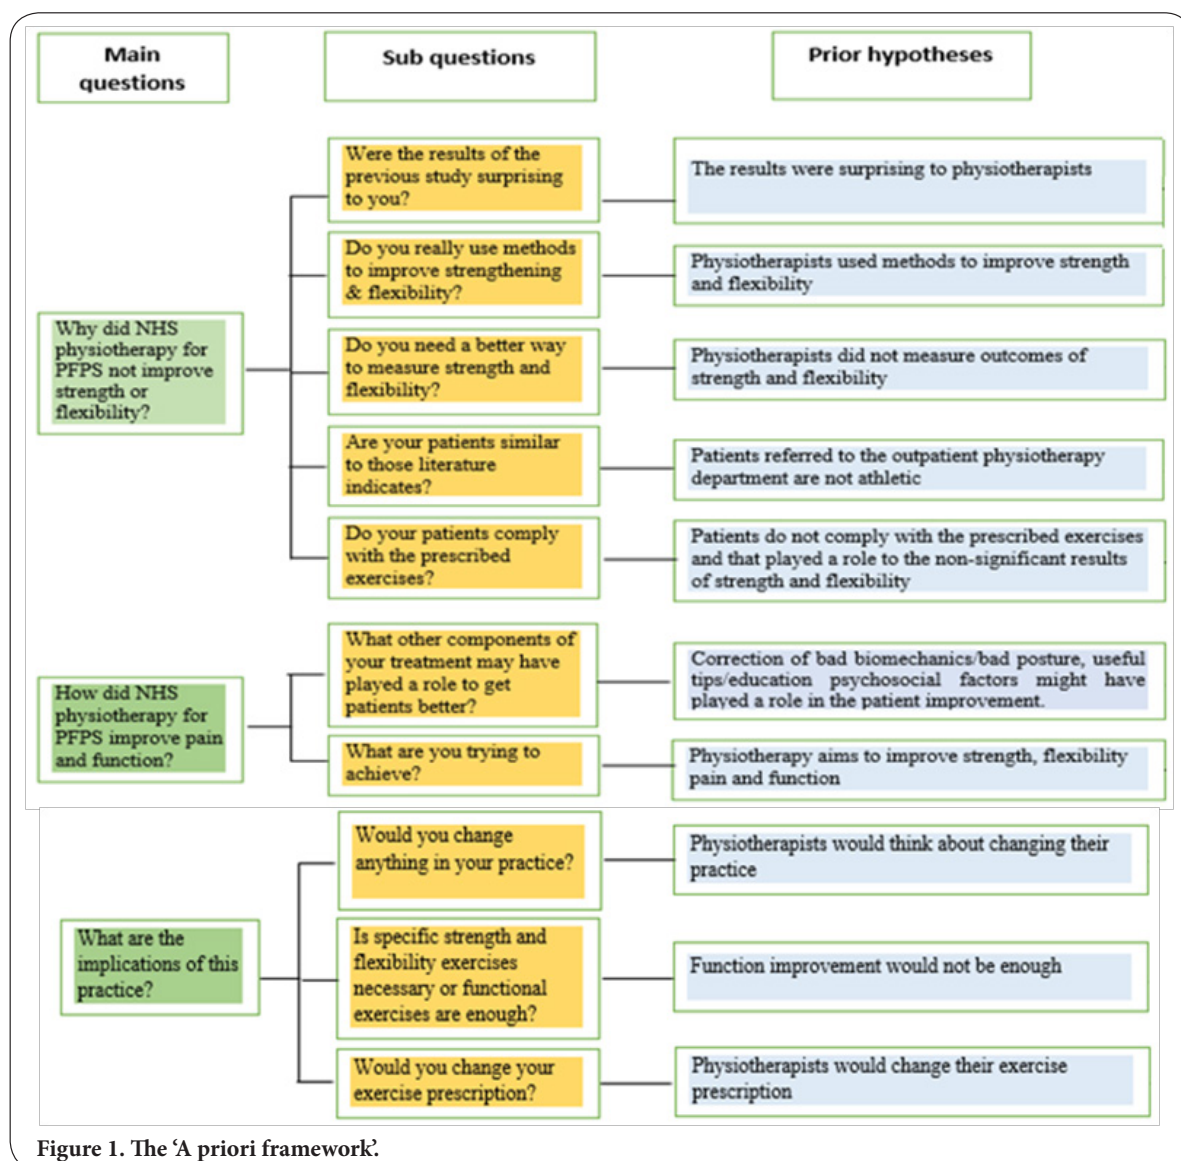 Main
questions
Sub questions
Prior hypotheses
Why did NHS
physiotherapy for
PFPS not improve
strength or
flexibility?
Were the results of the
previous study surprising
to you?
The results were surprising to physiotherapists
Do you really use methods
to improve strengthening
& flexibility?
Physiotherapists used methods to improve strength
and flexibility
Do you need a better way
to measure strength and
flexibility?
Physiotherapists did not measure outcomes of
strength and flexibility
Are your patients similar
to those literature
indicates?
Patients referred to the outpatient physiotherapy
department are not athletic
Do your patients comply
with the prescribed
exercises?
Patients do not comply with the prescribed exercises
and that played a role to the non-significant results
of strength and flexibility
How did NHS
physiotherapy for
PFPS improve pain
and function?
What other components of
your treatment may have
played a role to get
patients better?
Correction of bad biomechanics/bad posture, useful
tips/education psychosocial factors might have
played a role in the patient improvement.
What are you trying to
achieve?
Physiotherapy aims to improve strength, flexibility
pain and function
What are the
implications of this
practice?
Would you change
anything in your practice?
Physiotherapists would think about changing their
practice
Is specific strength and
flexibility exercises
necessary or functional
exercises are enough?
Function improvement would not be enough
Would you change your
exercise prescription?
Physiotherapists would change their exercise
prescription
Figure 1. The ‘A priori framework’.